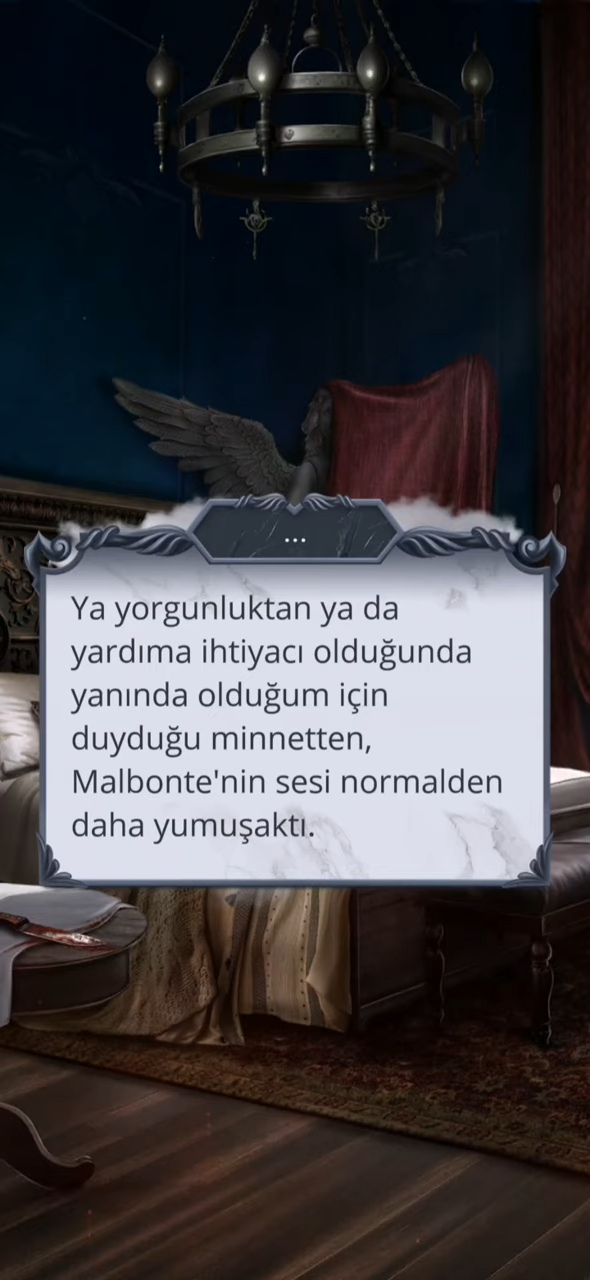 ...
Ya yorgunluktan ya da
yardıma ihtiyacı olduğunda
yanında olduğum için
duyduğu minnetten,
Malbonte'nin sesi normalden
daha yumuşaktı.